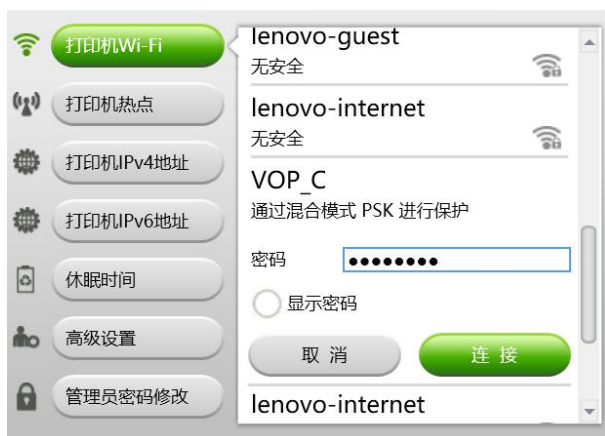 打印机Wi-Fi
打印机热点
打印机IPv4地址
打印机IPv6地址
休眠时间
高级设置
管理员密码修改
lenovo-guest
无安全
lenovo-internet
无安全
VOP_C
通过混合模式 PSK 进行保护
密码 ●●●●●●●●
显示密码
取 消 连 接
lenovo-internet